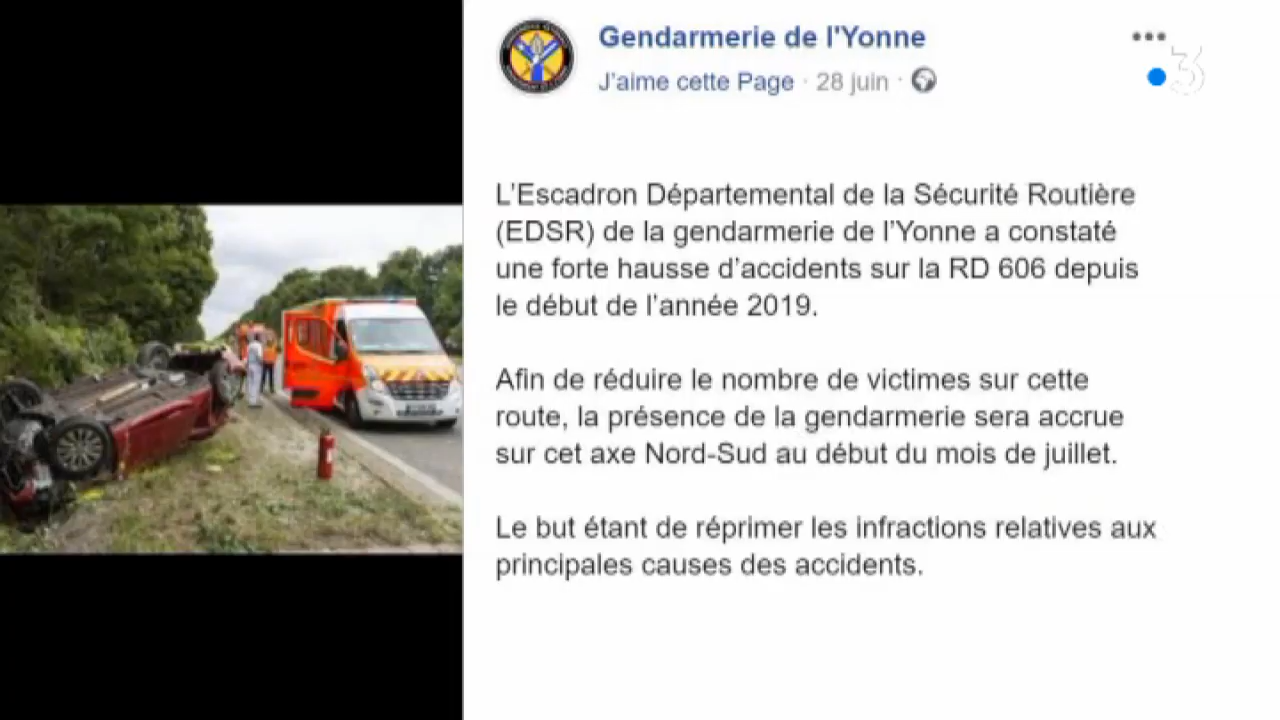 Gendarmerie de l'Yonne
J'aime cette Page · 28 juin ·
3
L'Escadron Départemental de la Sécurité Routière
(EDSR) de la gendarmerie de l'Yonne a constaté
une forte hausse d'accidents sur la RD 606 depuis
le début de l'année 2019.
Afin de réduire le nombre de victimes sur cette
route, la présence de la gendarmerie sera accrue
sur cet axe Nord-Sud au début du mois de juillet.
Le but étant de réprimer les infractions relatives aux
principales causes des accidents.